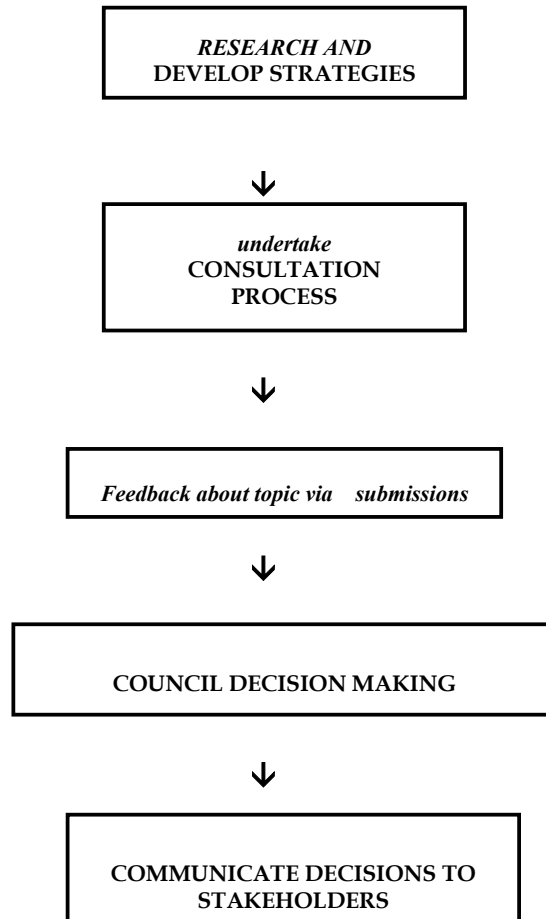 RESEARCH AND
DEVELOP STRATEGIES
undertake
CONSULTATION
PROCESS
Feedback about topic via submissions
COUNCIL DECISION MAKING
COMMUNICATE DECISIONS TO
STAKEHOLDERS